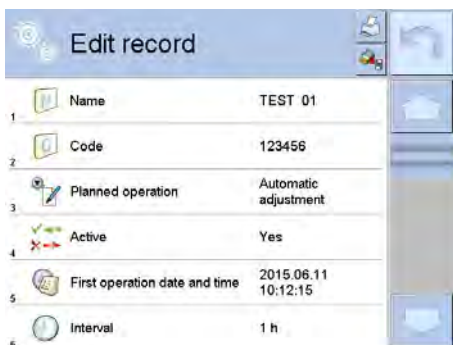 Edit record
1 Name TEST 01
2 Code 123456
3 Planned operation Automatic adjustment
4 Active Yes
5 First operation date and time 2015.06.11 10:12:15
6 Interval 1 h